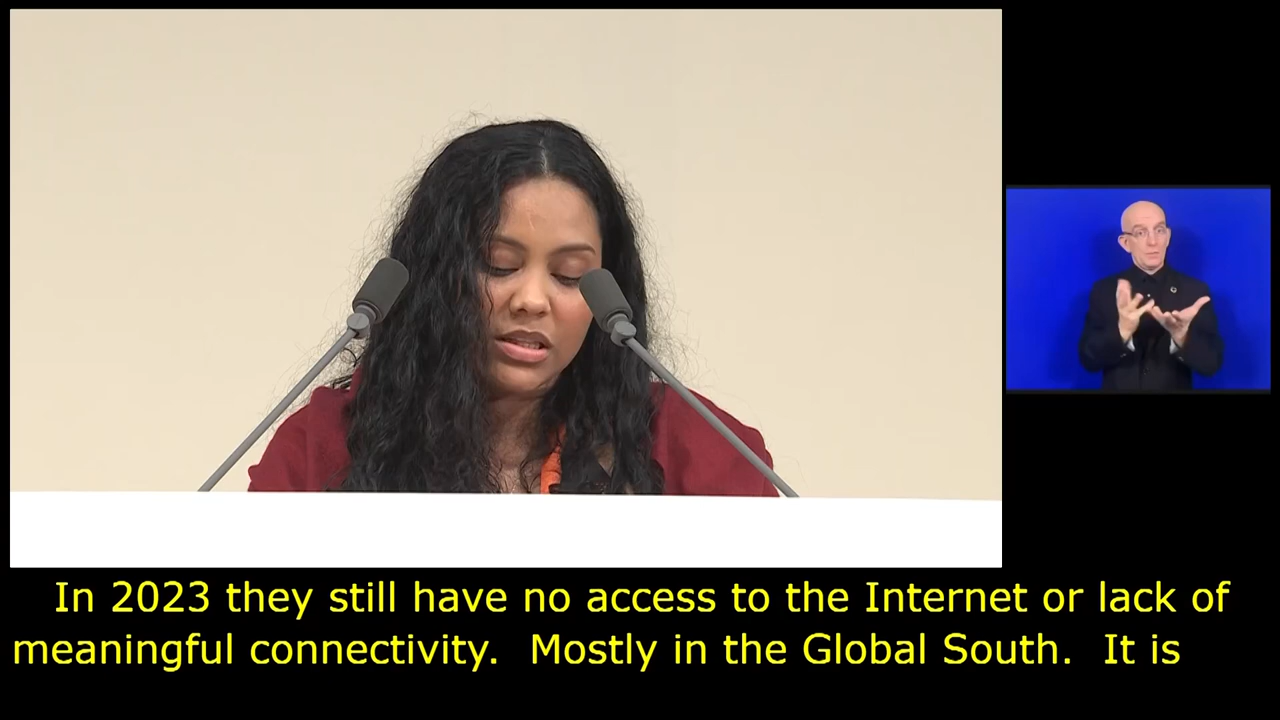 In 2023 they still have no access to the Internet or lack of
meaningful connectivity.  Mostly in the Global South.  It is